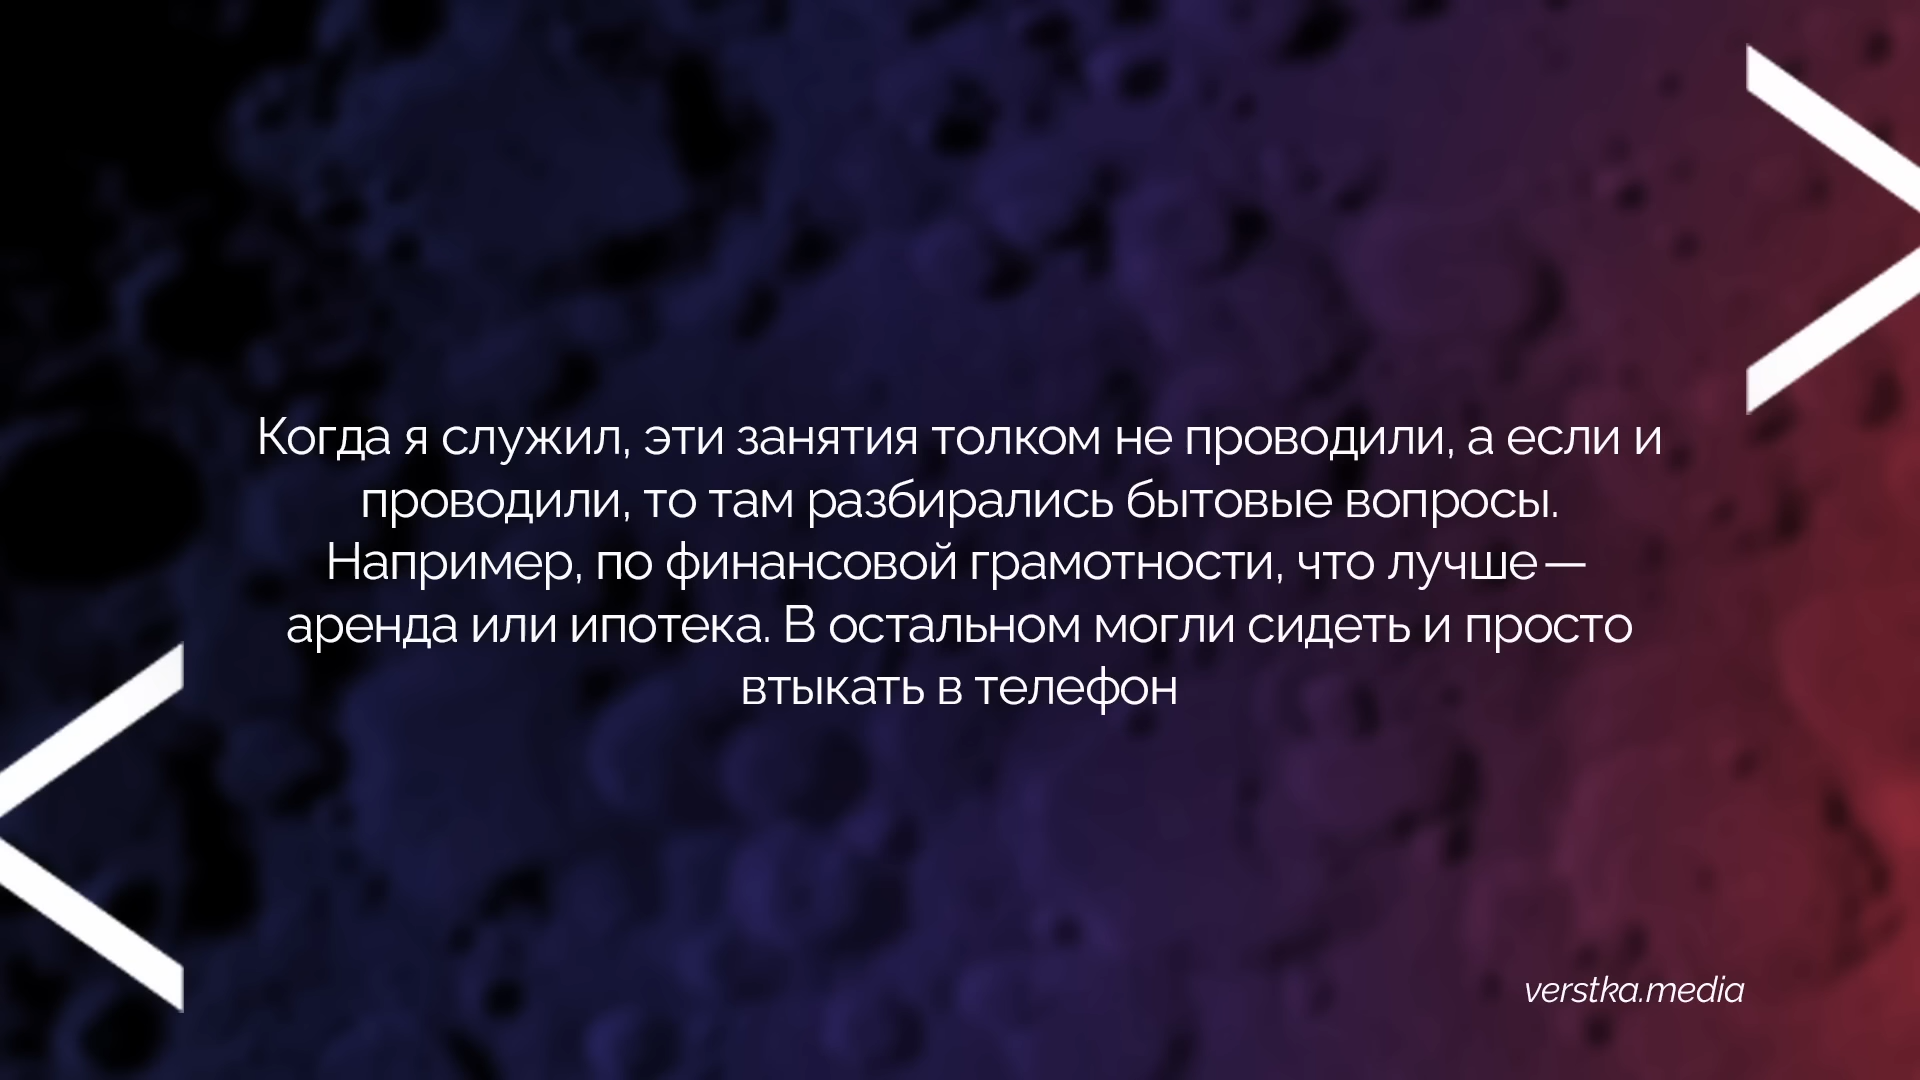 Когда я служил, эти занятия толком не проводили, а если и
проводили, то там разбирались бытовые вопросы.
Например, по финансовой грамотности, что лучше —
аренда или ипотека. В остальном могли сидеть и просто
втыкать в телефон
verstka.media